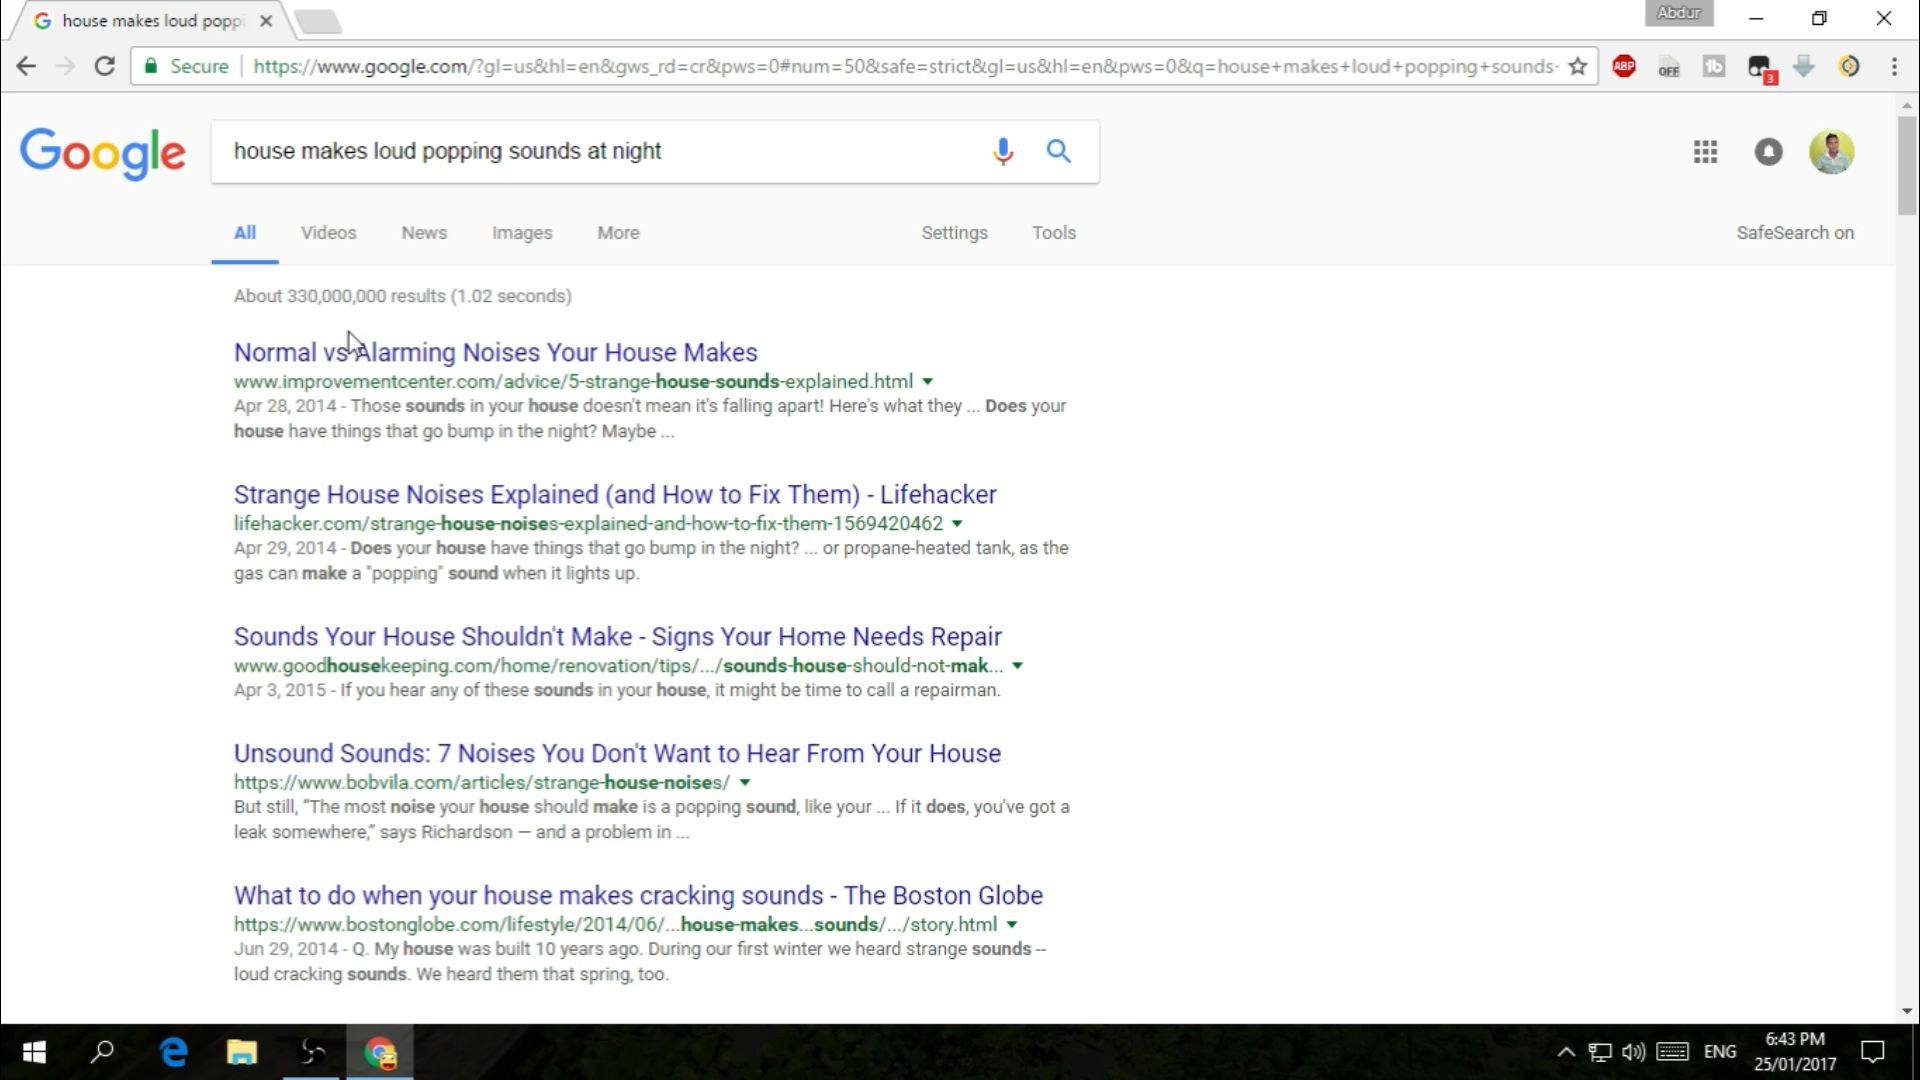 house makes loud poppi
Abdur
Secure
https://www.google.com/?gl=us&hl=en&gws_rd=cr&pws=0#num=50&safe=strict&gl=us&hl=en&pws=0&q=house+makes+loud+popping+sounds-
ABP
OFF
3
Google
house makes loud popping sounds at night
All Videos News Images More Settings Tools SafeSearch on
About 330,000,000 results (1.02 seconds)
Normal vs Alarming Noises Your House Makes
www.improvementcenter.com/advice/5-strange-house-sounds-explained.html
Apr 28, 2014 - Those sounds in your house doesn't mean it's falling apart! Here's what they ... Does your
house have things that go bump in the night? Maybe ...
Strange House Noises Explained (and How to Fix Them) - Lifehacker
lifehacker.com/strange-house-noises-explained-and-how-to-fix-them-1569420462
Apr 29, 2014 - Does your house have things that go bump in the night? ... or propane-heated tank, as the
gas can make a "popping" sound when it lights up.
Sounds Your House Shouldn't Make - Signs Your Home Needs Repair
www.goodhousekeeping.com/home/renovation/tips/.../sounds-house-should-not-mak...
Apr 3, 2015 - If you hear any of these sounds in your house, it might be time to call a repairman.
Unsound Sounds: 7 Noises You Don't Want to Hear From Your House
https://www.bobvila.com/articles/strange-house-noises/
But still, “The most noise your house should make is a popping sound, like your ... If it does, you've got a
leak somewhere,” says Richardson — and a problem in ...
What to do when your house makes cracking sounds - The Boston Globe
https://www.bostonglobe.com/lifestyle/2014/06/...house-makes...sounds/.../story.html
Jun 29, 2014 - Q. My house was built 10 years ago. During our first winter we heard strange sounds --
loud cracking sounds. We heard them that spring, too.
ENG
6:43 PM
25/01/2017